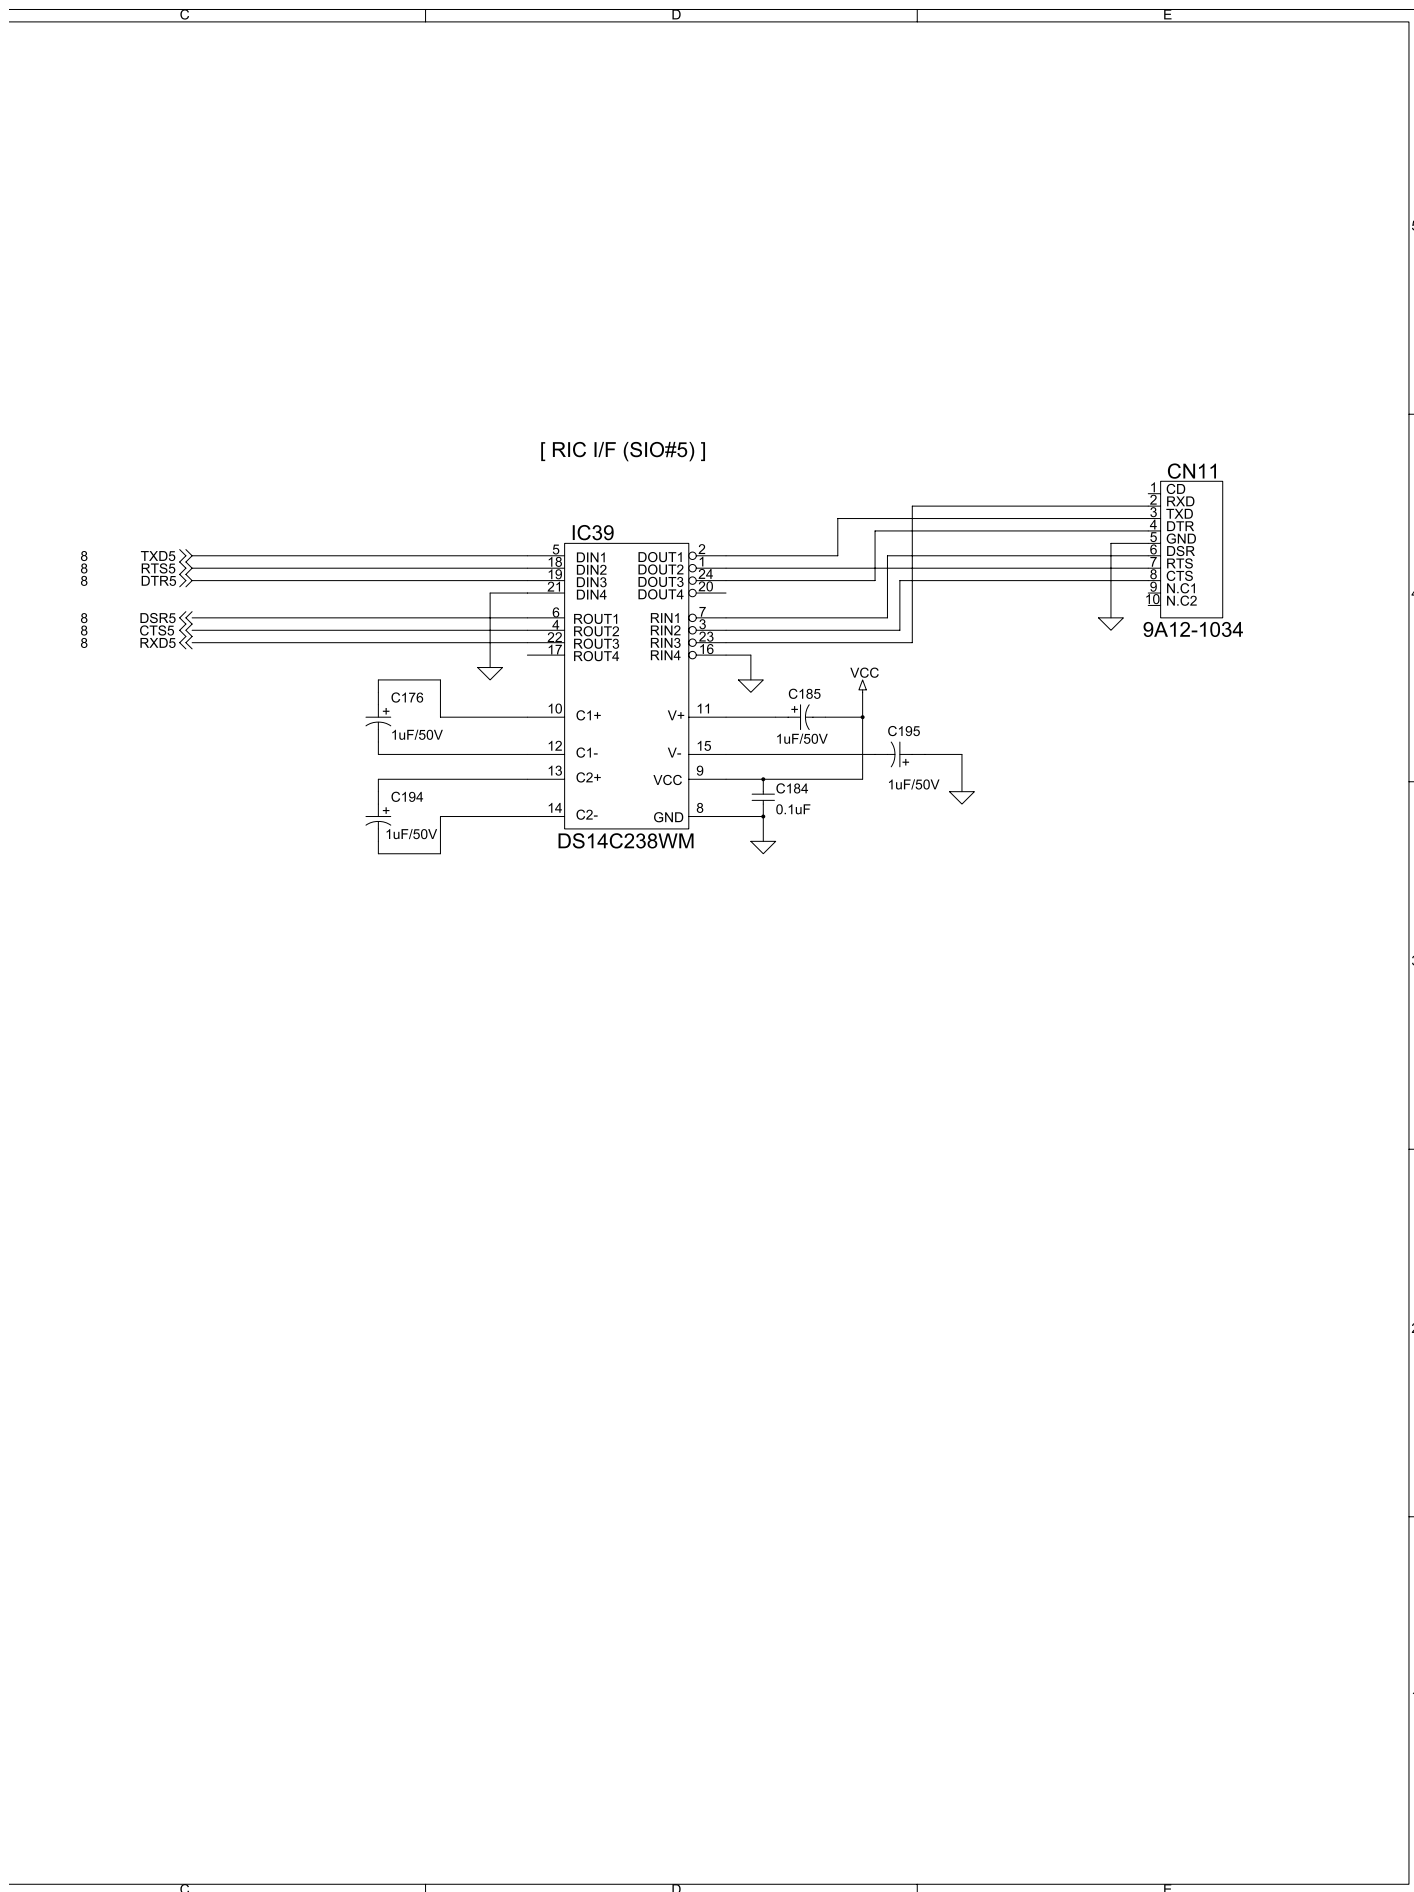 C D E
5
[ RIC I/F (SIO#5) ]
CN11
1 CD
2 RXD
3 TXD
4 DTR
5 GND
6 DSR
7 RTS
8 CTS
9 N.C1
10 N.C2
9A12-1034
IC39
8 TXD5 5 DIN1 DOUT1 2
8 RTS5 18 DIN2 DOUT2 1
8 DTR5 19 DIN3 DOUT3 24
21 DIN4 DOUT4 20
4
8 DSR5 6 ROUT1 RIN1 7
8 CTS5 4 ROUT2 RIN2 3
8 RXD5 22 ROUT3 RIN3 23
17 ROUT4 RIN4 16
VCC
C176 C185
10 C1+ V+ 11 +
+
1uF/50V 1uF/50V C195
12 C1- V- 15
+
13 C2+ VCC 9
1uF/50V
C194 C184
+ 0.1uF
14 C2- GND 8
1uF/50V
DS14C238WM
3
2
C D E